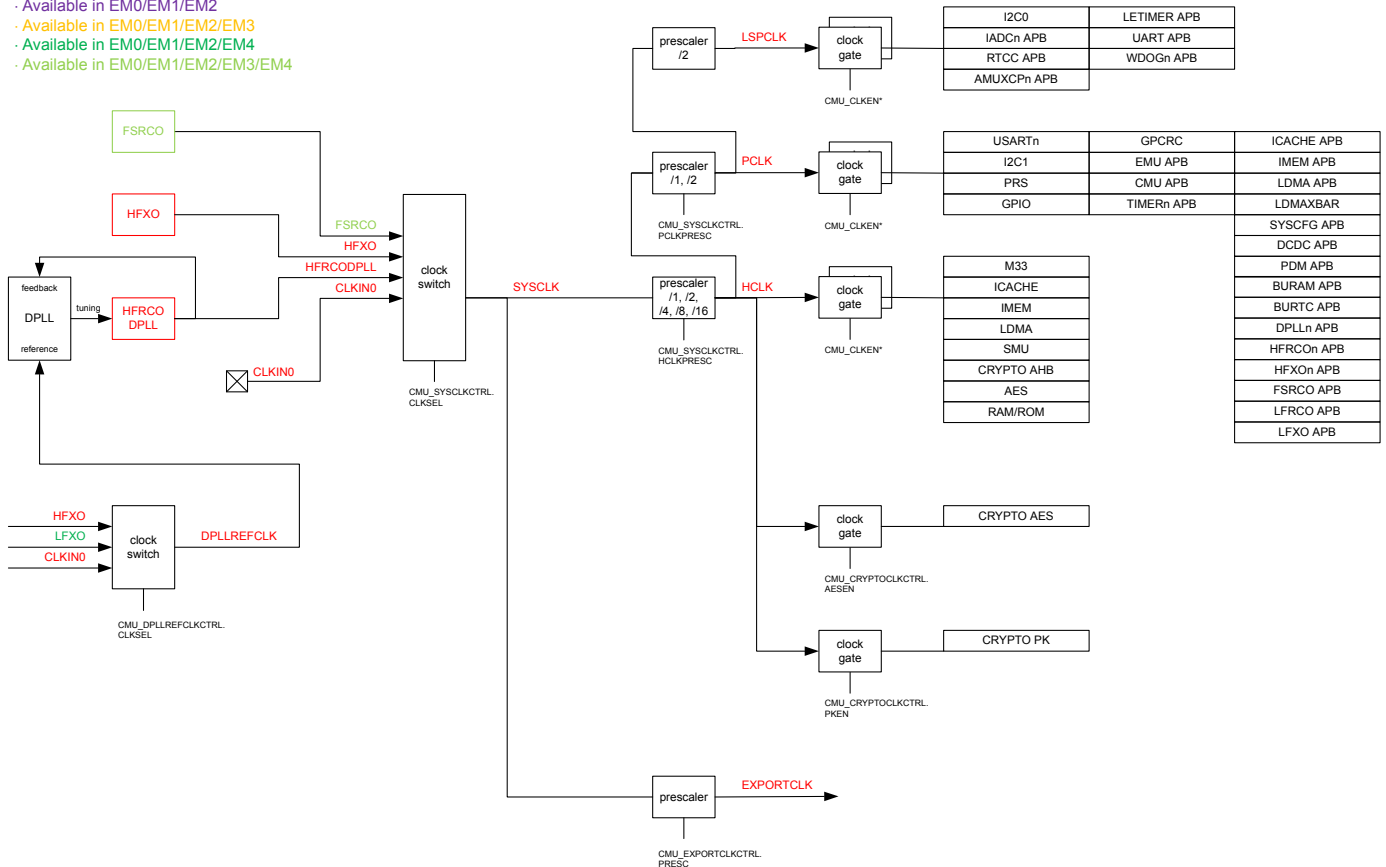 · Available in EM0/EM1/EM2
· Available in EM0/EM1/EM2/EM3
· Available in EM0/EM1/EM2/EM4
· Available in EM0/EM1/EM2/EM3/EM4
FSRCO
HFXO
feedback
DPLL
reference
tuning
HFRCO
DPLL
FSRCO
HFXO
HFRCODPLL
CLKIN0
CLKIN0
clock
switch
CMU_SYSCLKCTRL.
CLKSEL
SYSCLK
HFXO
LFXO
CLKIN0
clock
switch
DPLLREFCLK
CMU_DPLLREFCLKCTRL.
CLKSEL
prescaler
/2
LSPCLK
clock
gate
CMU_CLKEN*
I2C0
LETIMER APB
IADCn APB
UART APB
RTCC APB
WDOGn APB
AMUXCPn APB
prescaler
/1, /2
CMU_SYSCLKCTRL.
PCLKPRESC
PCLK
clock
gate
CMU_CLKEN*
USARTn
GPCRC
ICACHE APB
I2C1
EMU APB
IMEM APB
PRS
CMU APB
LDMA APB
GPIO
TIMERn APB
LDMAXBAR
SYSCFG APB
DCDC APB
PDM APB
BURAM APB
BURTC APB
DPLLn APB
HFRCOn APB
HFXOn APB
FSRCO APB
LFRCO APB
LFXO APB
prescaler
/1, /2,
/4, /8, /16
CMU_SYSCLKCTRL.
HCLKPRESC
HCLK
clock
gate
CMU_CLKEN*
M33
ICACHE
IMEM
LDMA
SMU
CRYPTO AHB
AES
RAM/ROM
clock
gate
CMU_CRYPTOCLKCTRL.
AESEN
CRYPTO AES
clock
gate
CMU_CRYPTOCLKCTRL.
PKEN
CRYPTO PK
prescaler
EXPORTCLK
CMU_EXPORTCLKCTRL.
PRESC